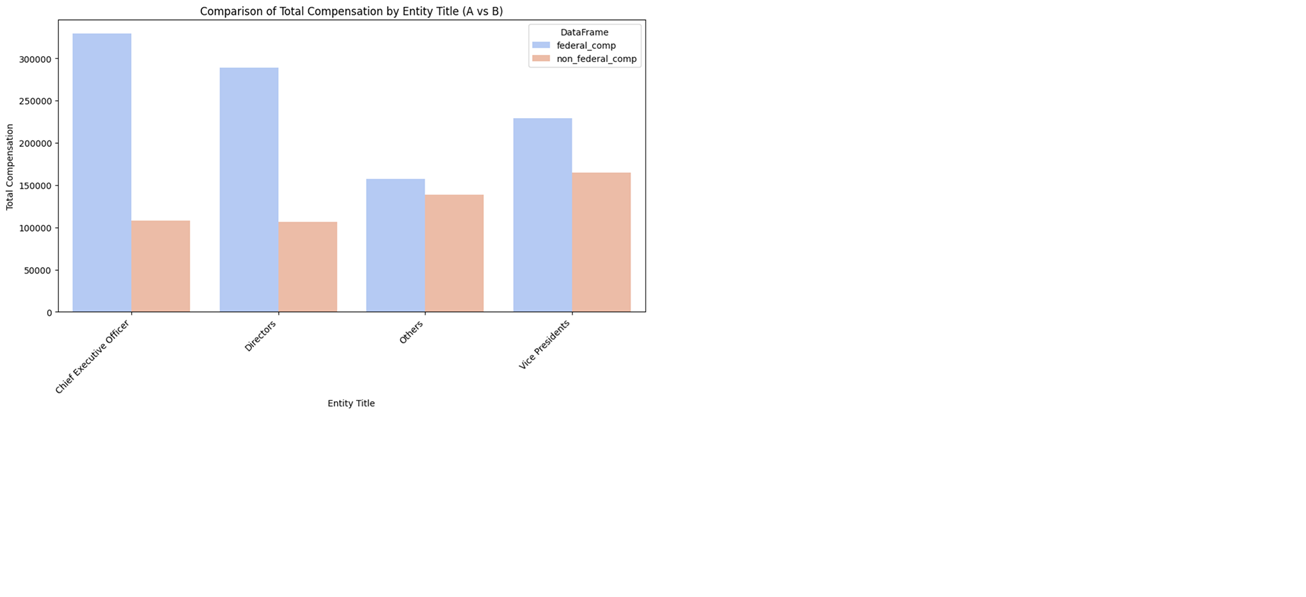 Comparison of Total Compensation by Entity Title (A vs B)
DataFrame
federal_comp
non_federal_comp
300000
250000
200000
150000
100000
50000
0
Total Compensation
Chief Executive Officer
Directors
Others
Vice Presidents
Entity Title